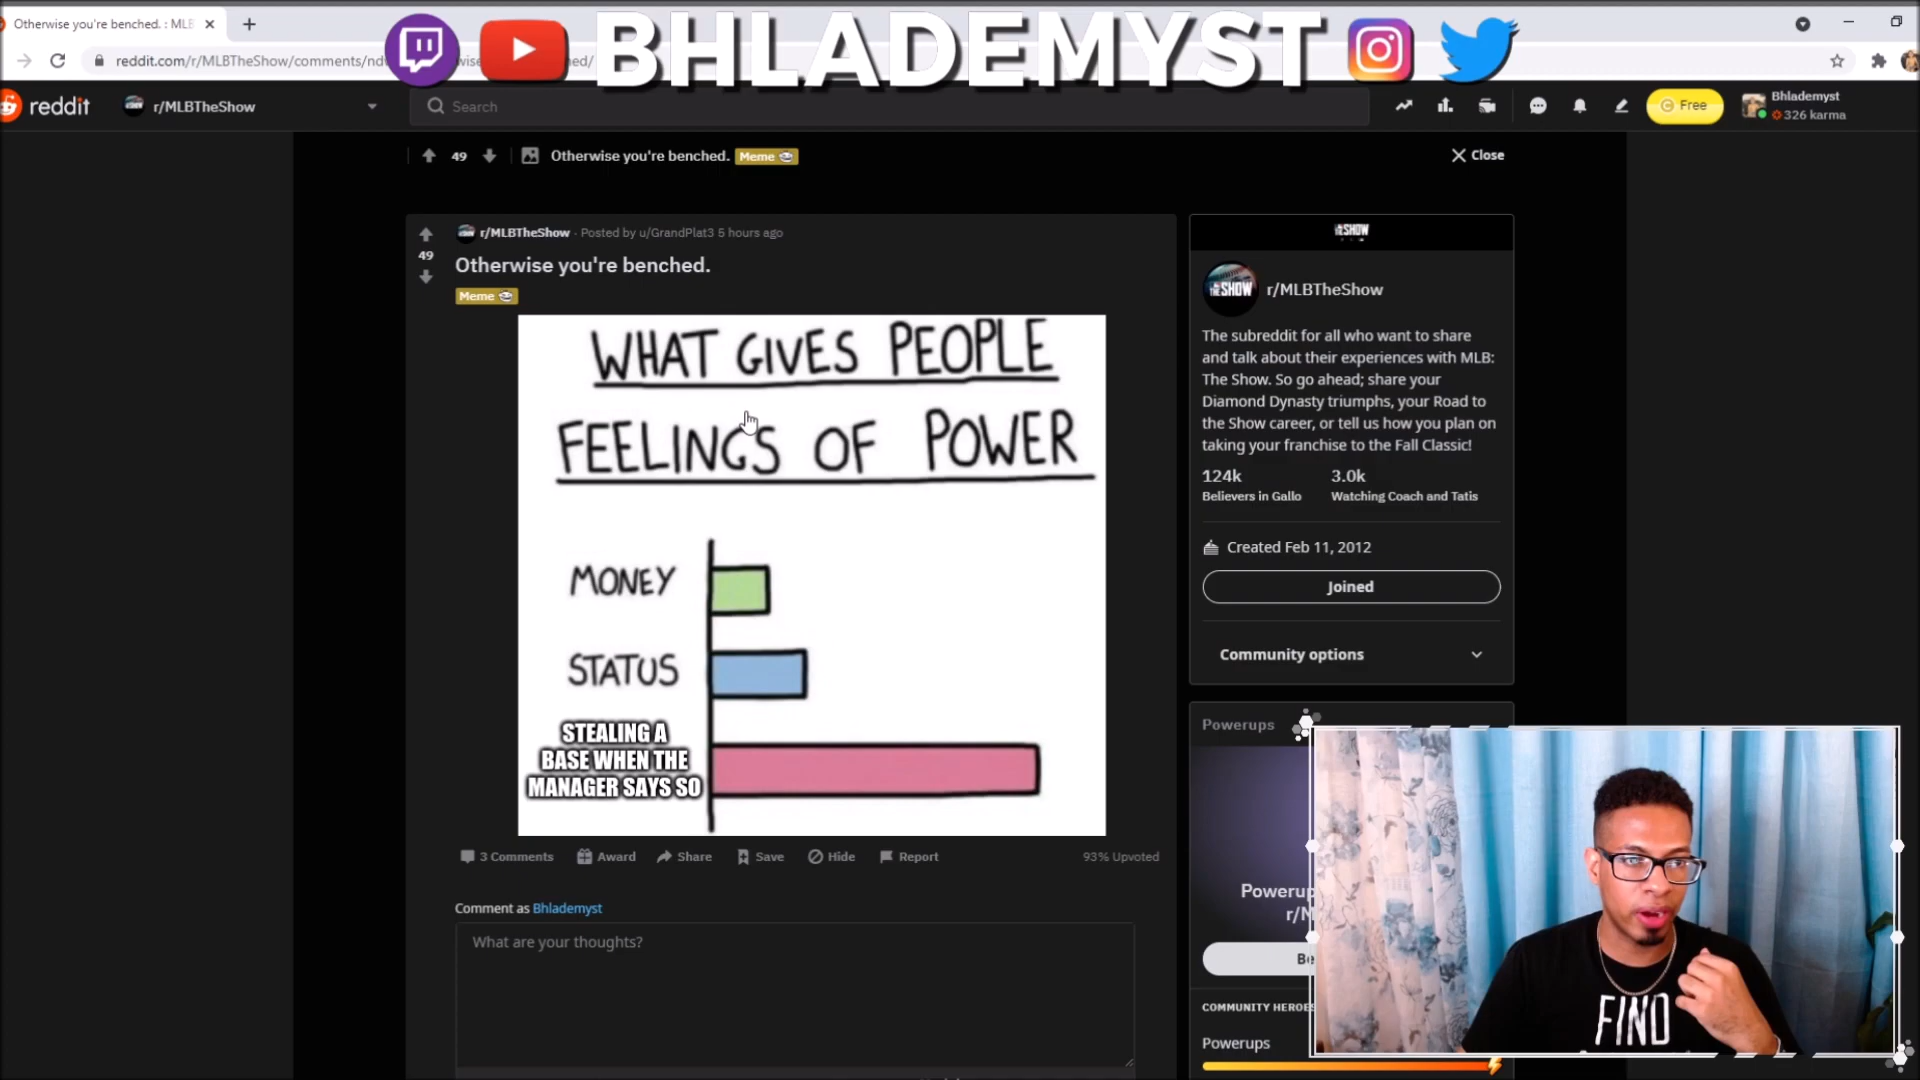 Otherwise you're benched. : MLB
BHLADEMYST
reddit.com/r/MLBTheShow/comments/nd
reddit
r/MLBTheShow
Search
Free
Bhlademyst
326 karma
49
Otherwise you're benched.
Meme
Close
49
r/MLBTheShow · Posted by u/GrandPlat3 5 hours ago
Otherwise you're benched.
Meme
WHAT GIVES PEOPLE
FEELINGS OF POWER
MONEY
STATUS
STEALING A
BASE WHEN THE
MANAGER SAYS SO
3 Comments
Award
Share
Save
Hide
Report
93% Upvoted
Comment as Bhlademyst
What are your thoughts?
THE SHOW
THE SHOW
r/MLBTheShow
The subreddit for all who want to share
and talk about their experiences with MLB:
The Show. So go ahead; share your
Diamond Dynasty triumphs, your Road to
the Show career, or tell us how you plan on
taking your franchise to the Fall Classic!
124k
3.0k
Believers in Gallo
Watching Coach and Tatis
Created Feb 11, 2012
Joined
Community options
Powerups
Powerup
r/M
Be
COMMUNITY HEROES
Powerups
FIND